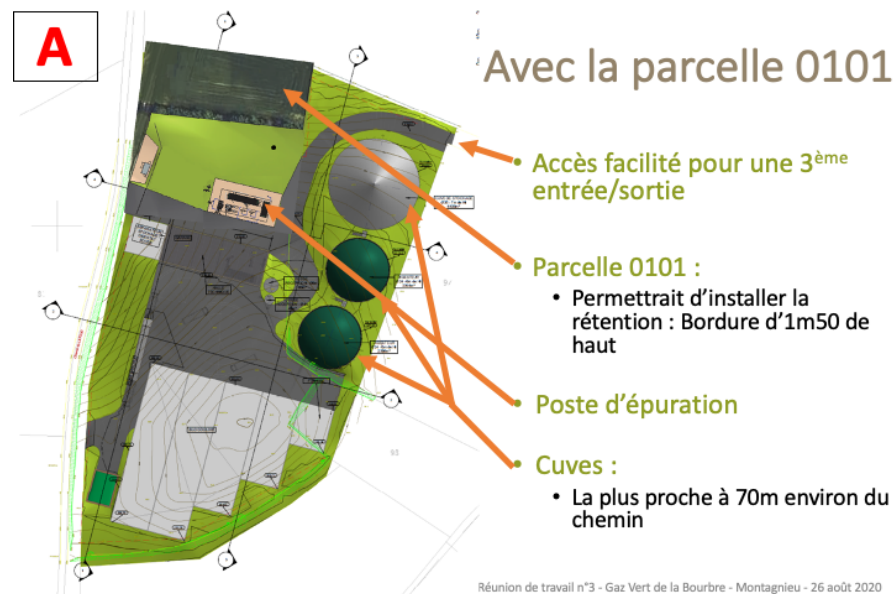 A
Avec la parcelle 0101
• Accès facilité pour une 3ème
entrée/sortie
• Parcelle 0101 :
• Permettrait d’installer la
rétention : Bordure d’1m50 de
haut
• Poste d’épuration
• Cuves :
• La plus proche à 70m environ du
chemin
93
Réunion de travail n°3 - Gaz Vert de la Bourbre - Montagnieu - 26 août 2020